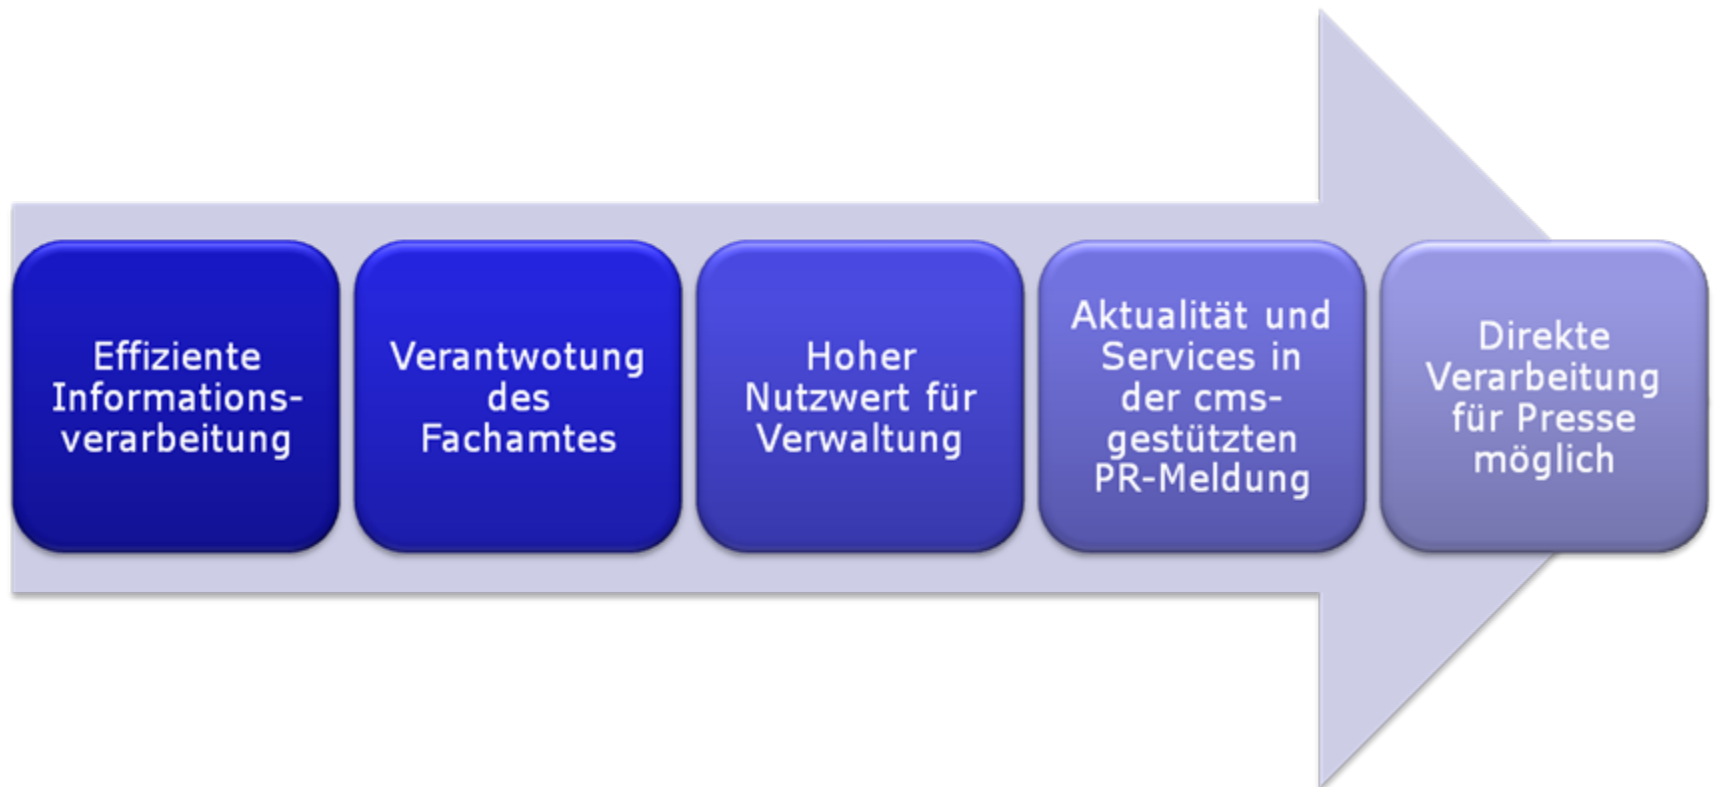 Effiziente
Informations-
verarbeitung
Verantwotung
des
Fachamtes
Hoher
Nutzwert für
Verwaltung
Aktualität und
Services in
der cms-
gestützten
PR-Meldung
Direkte
Verarbeitung
für Presse
möglich